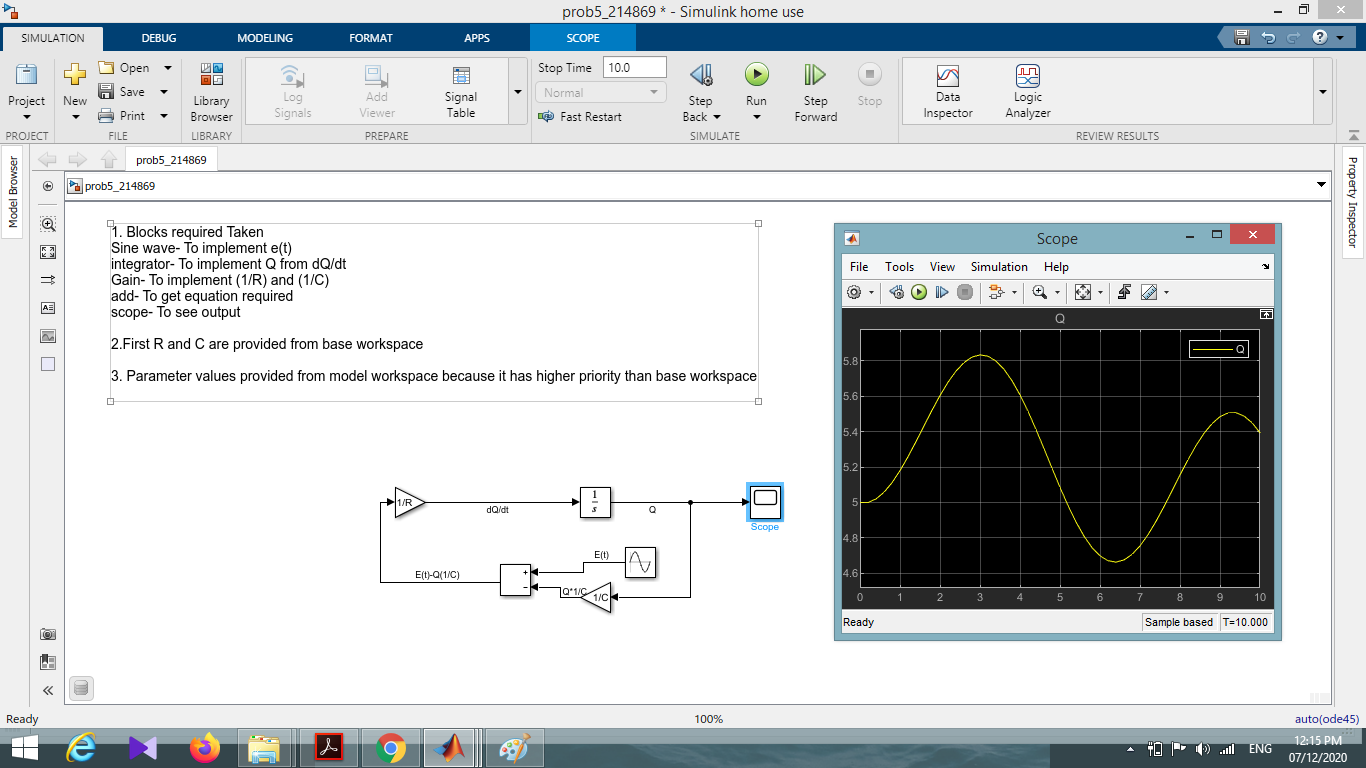 prob5_214869 * - Simulink home use
SIMULATION DEBUG MODELING FORMAT APPS SCOPE
Project
New
Open
Save
Print
Library
Browser
Log
Signals
Add
Viewer
Signal
Table
Stop Time 10.0
Normal
Fast Restart
Step
Back
Run
Step
Forward
Stop
Data
Inspector
Logic
Analyzer
PROJECT FILE LIBRARY PREPARE SIMULATE REVIEW RESULTS
Model Browser
prob5_214869
prob5_214869
Property Inspector
1. Blocks required Taken
Sine wave- To implement e(t)
integrator- To implement Q from dQ/dt
Gain- To implement (1/R) and (1/C)
add- To get equation required
scope- To see output
2.First R and C are provided from base workspace
3. Parameter values provided from model workspace because it has higher priority than base workspace
1/R
dQ/dt
1
s
Q
Scope
E(t)
E(t)-Q(1/C)
+
−
Q*1/C
1/C
Scope
File Tools View Simulation Help
Q
Q
5.8
5.6
5.4
5.2
5
4.8
4.6
0 1 2 3 4 5 6 7 8 9 10
Ready Sample based T=10.000
Ready 100% auto(ode45)
ENG
12:15 PM
07/12/2020